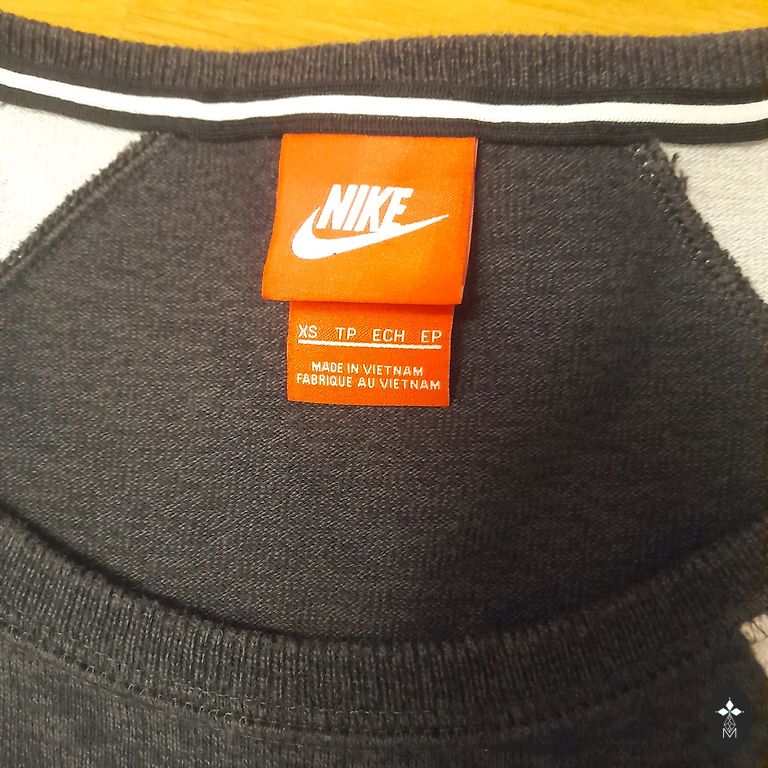 NIKE
XS TP ECH EP
MADE IN VIETNAM
FABRIQUE AU VIETNAM
M